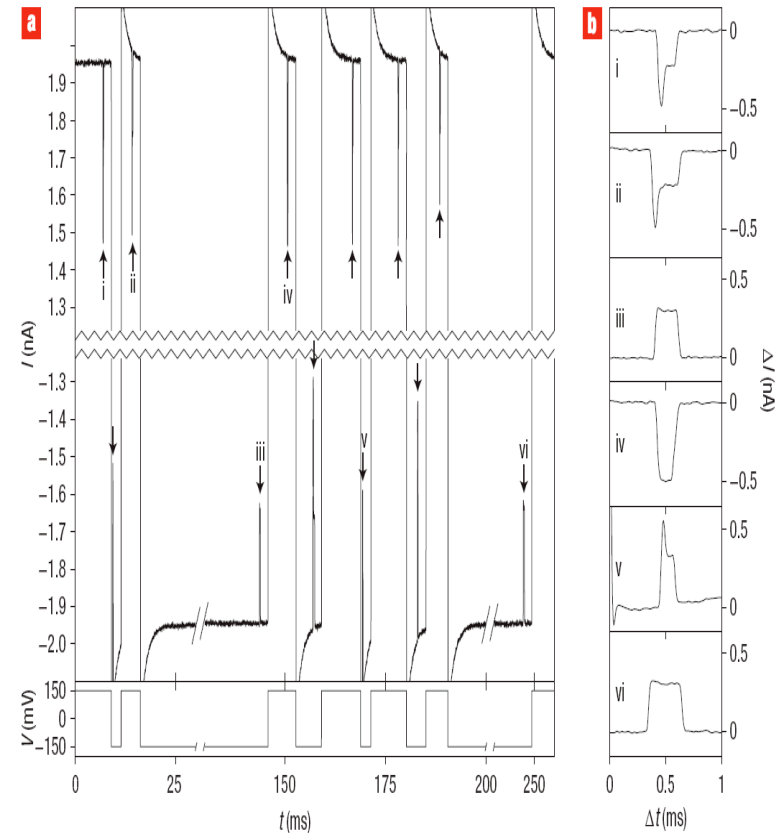 a
1.9
1.8
1.7
1.6
1.5
1.4
1.3
i
ii
iv
I (nA)
–1.3
–1.4
–1.5
–1.6
–1.7
–1.8
–1.9
–2.0
iii
v
vi
V (mV)
150
0
–150
0 25 150 175 200 250
t (ms)
b
i
0
–0.5
ii
0
–0.5
iii
0.5
0
iv
0
–0.5
v
0.5
0
vi
0.5
0
ΔI (nA)
0 0.5 1
Δt (ms)